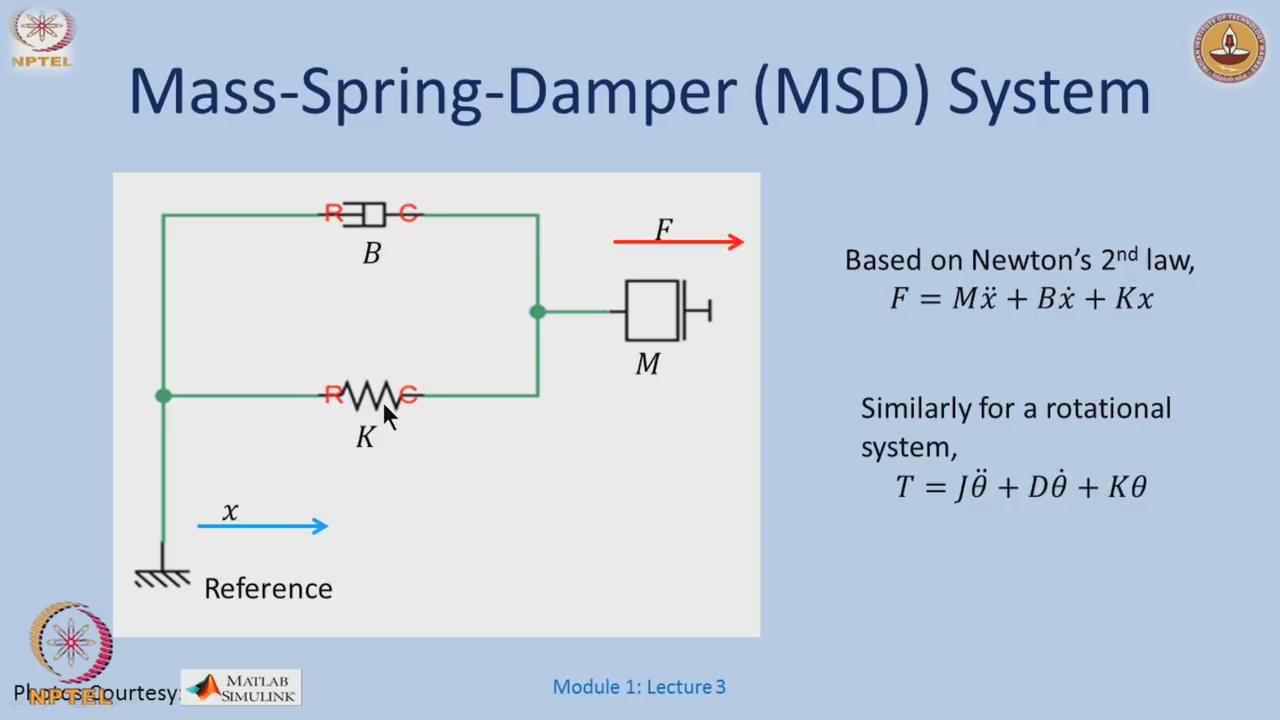 NPTEL
Mass-Spring-Damper (MSD) System
R C
B
F
M
R C
K
x
Reference
Based on Newton's 2nd law,
F = Mẍ + Bẋ + Kx
Similarly for a rotational
system,
T = Jθ̈ + Dθ̇ + Kθ
Photos Courtesy:
NPTEL
MATLAB
SIMULINK
Module 1: Lecture 3